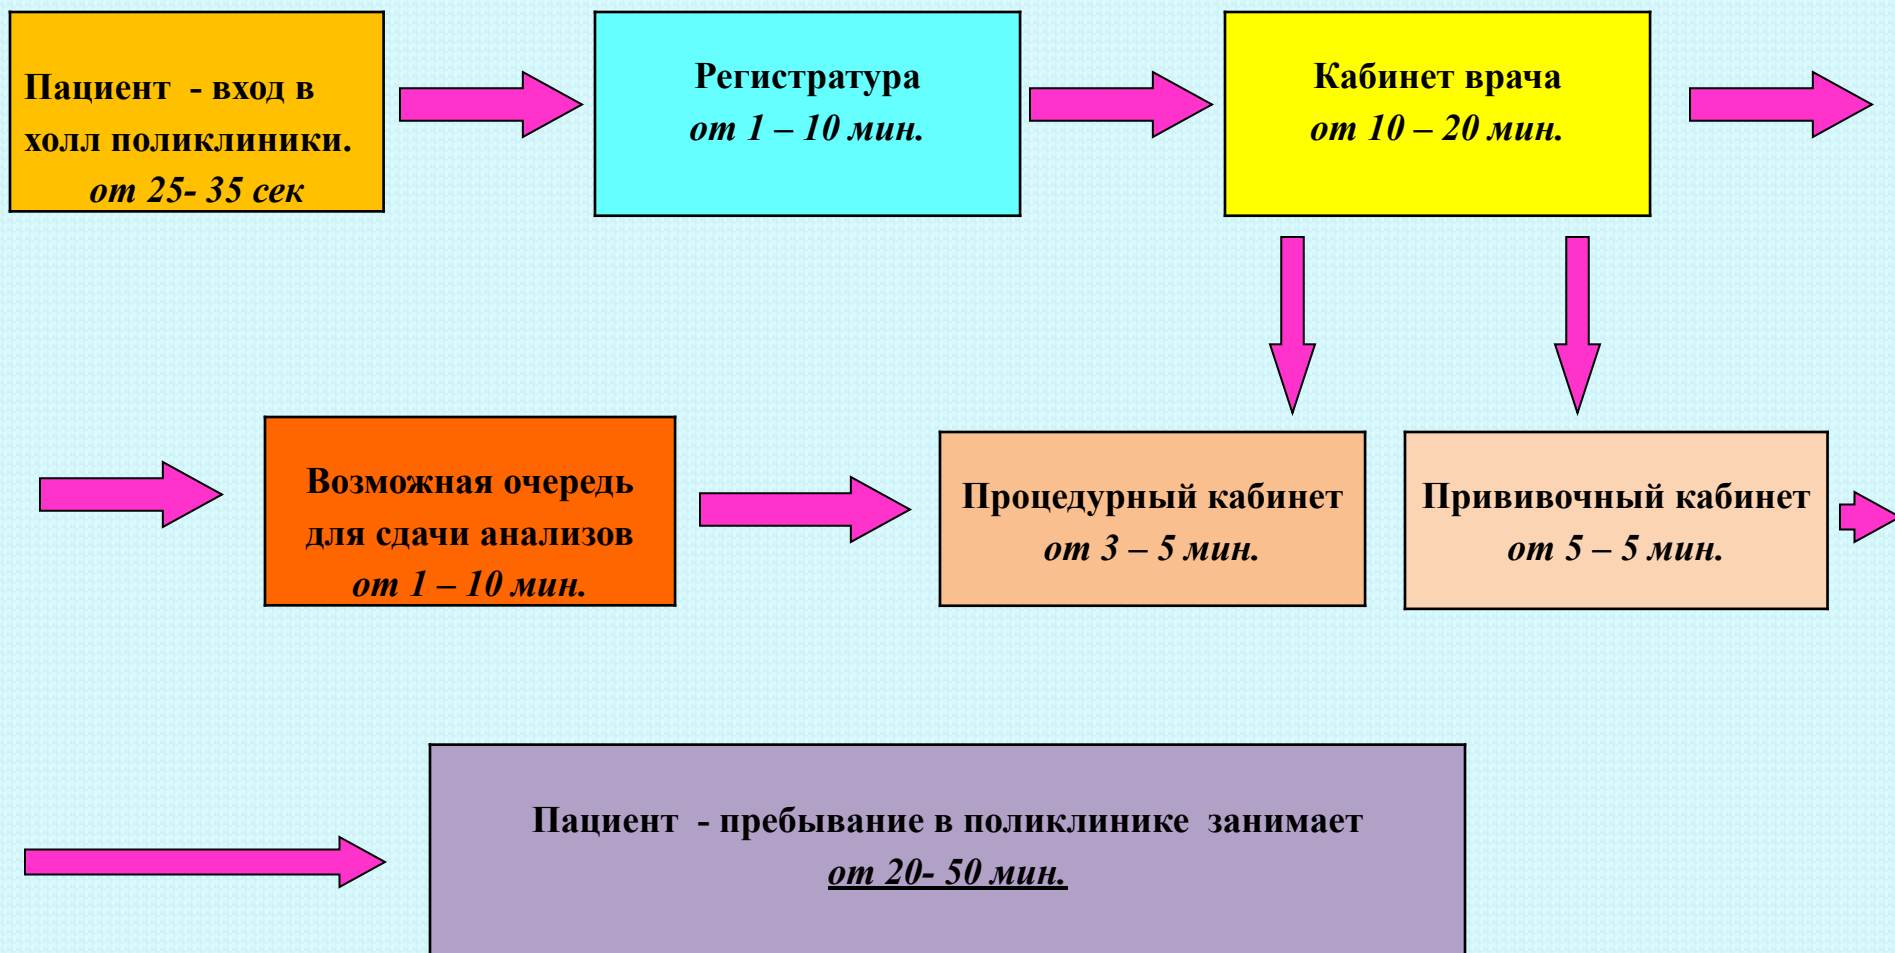 Пациент - вход в
холл поликлиники.
от 25- 35 сек
Регистратура
от 1 – 10 мин.
Кабинет врача
от 10 – 20 мин.
Возможная очередь
для сдачи анализов
от 1 – 10 мин.
Процедурный кабинет
от 3 – 5 мин.
Прививочный кабинет
от 5 – 5 мин.
Пациент - пребывание в поликлинике занимает
от 20- 50 мин.